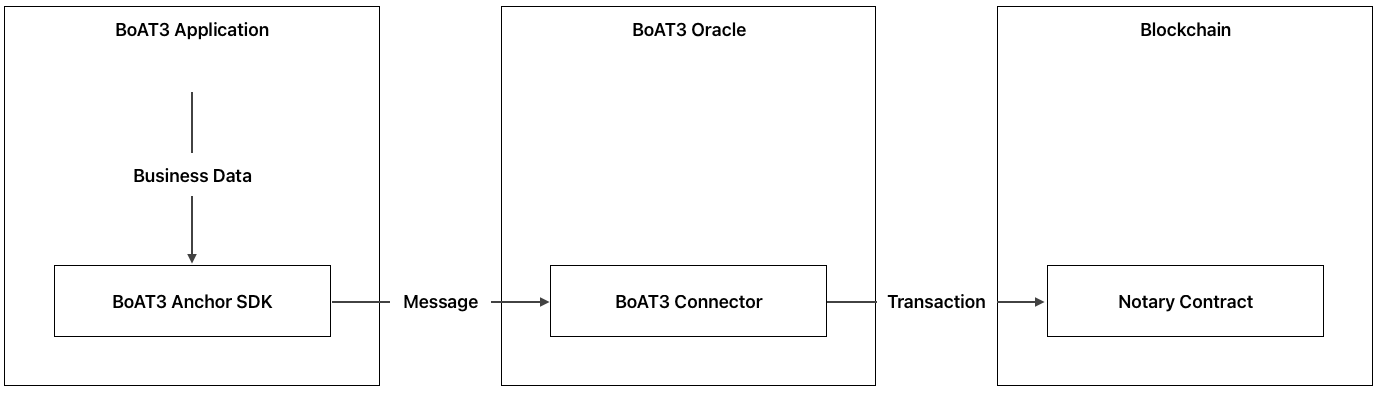 BoAT3 Application
BoAT3 Oracle
Blockchain
Business Data
BoAT3 Anchor SDK
Message
BoAT3 Connector
Transaction
Notary Contract